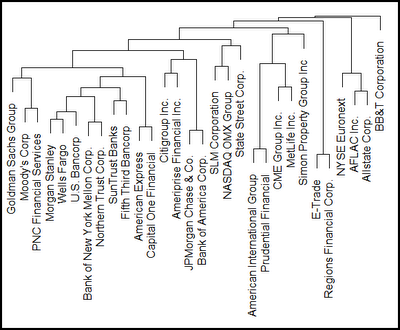 Goldman Sachs Group
Moody's Corp
PNC Financial Services
Morgan Stanley
Wells Fargo
U.S. Bancorp
Bank of New York Mellon Corp.
Northern Trust Corp.
SunTrust Banks
Fifth Third Bancorp
American Express
Capital One Financial
Citigroup Inc.
Ameriprise Financial Inc.
JPMorgan Chase & Co.
Bank of America Corp.
SLM Corporation
NASDAQ OMX Group
State Street Corp.
American International Group
Prudential Financial
CME Group Inc.
MetLife Inc.
Simon Property Group Inc
E-Trade
Regions Financial Corp.
NYSE Euronext
AFLAC Inc.
Allstate Corp.
BB&T Corporation